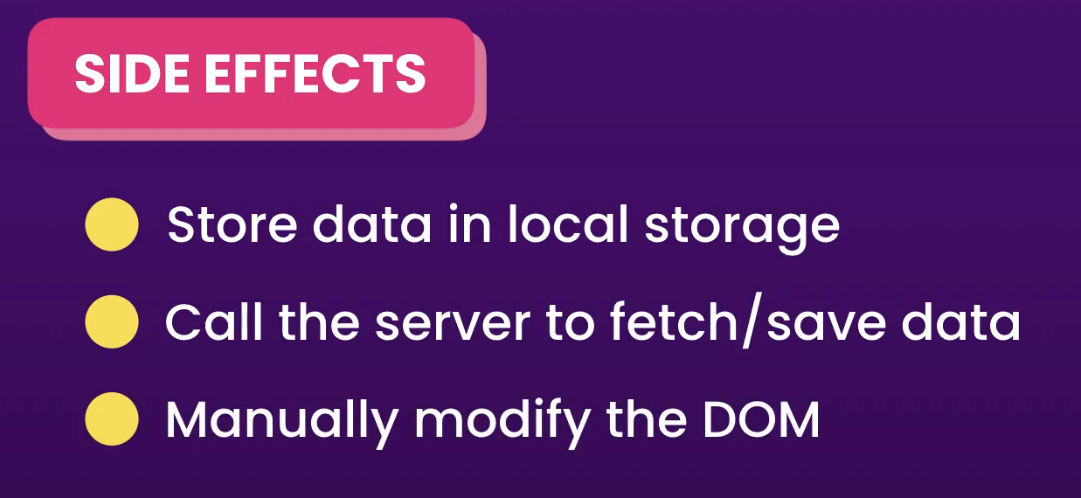 SIDE EFFECTS
Store data in local storage
Call the server to fetch/save data
Manually modify the DOM